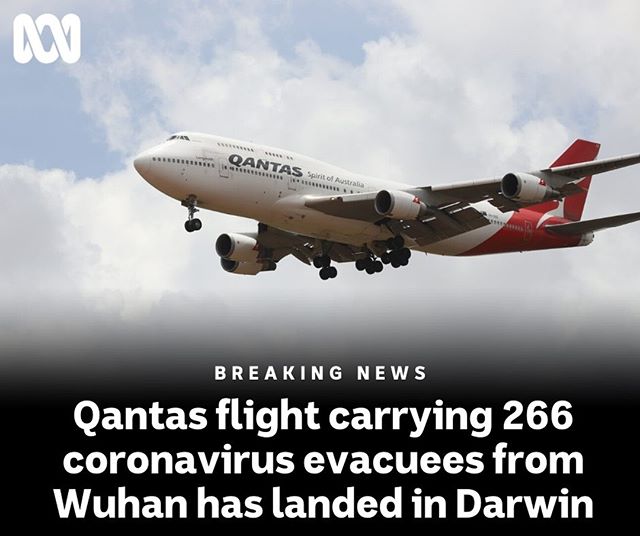 QANTAS Spirit of Australia
BREAKING NEWS
Qantas flight carrying 266
coronavirus evacuees from
Wuhan has landed in Darwin